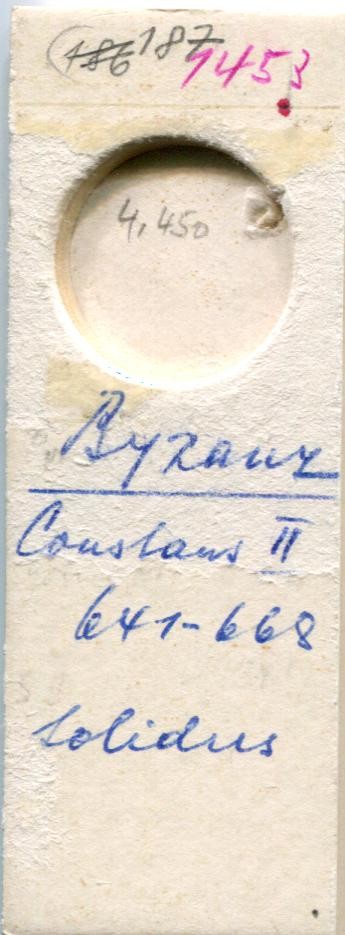 186 187 1453
4,450
Byzanz
Constans II
641-668
Solidus